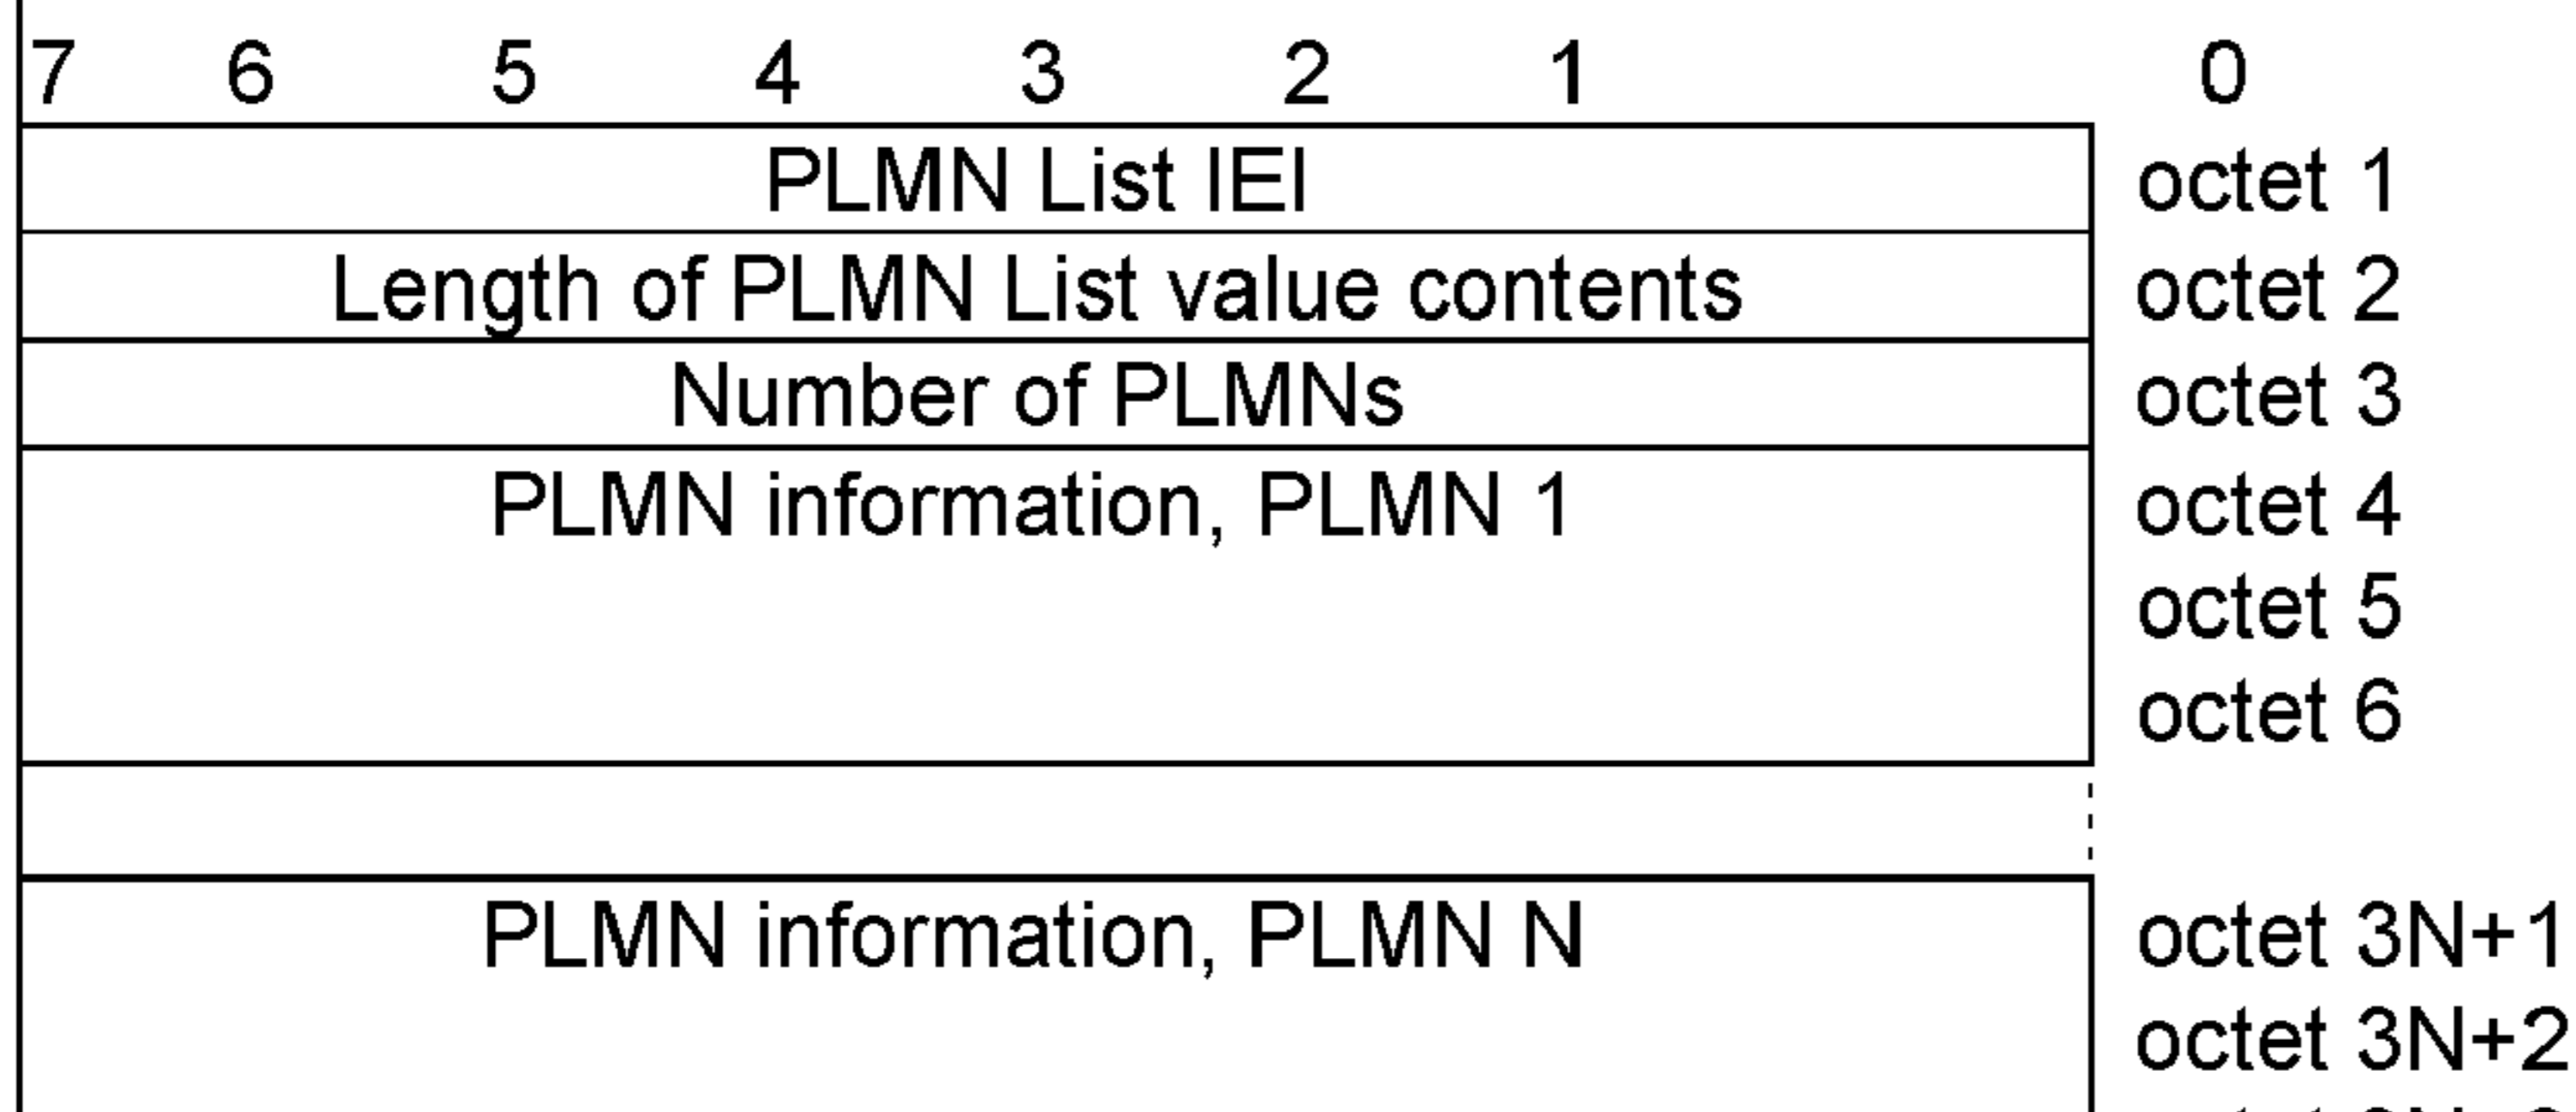 7 6 5 4 3 2 1 0
PLMN List IEI octet 1
Length of PLMN List value contents octet 2
Number of PLMNs octet 3
PLMN information, PLMN 1 octet 4
octet 5
octet 6
PLMN information, PLMN N octet 3N+1
octet 3N+2